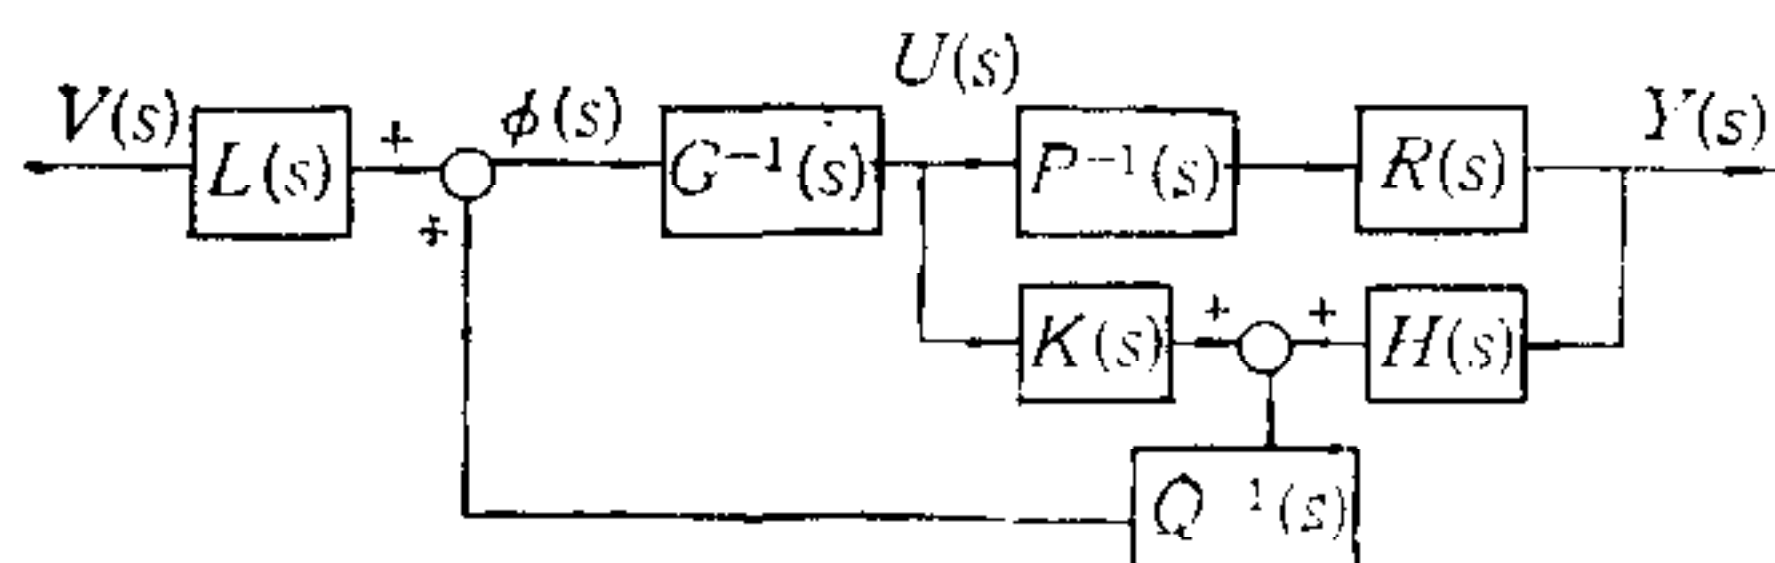 U(s)
V(s) L(s) + ϕ(s) G⁻¹(s) P⁻¹(s) R(s) Y(s)
+
K(s) + + H(s)
Q⁻¹(s)